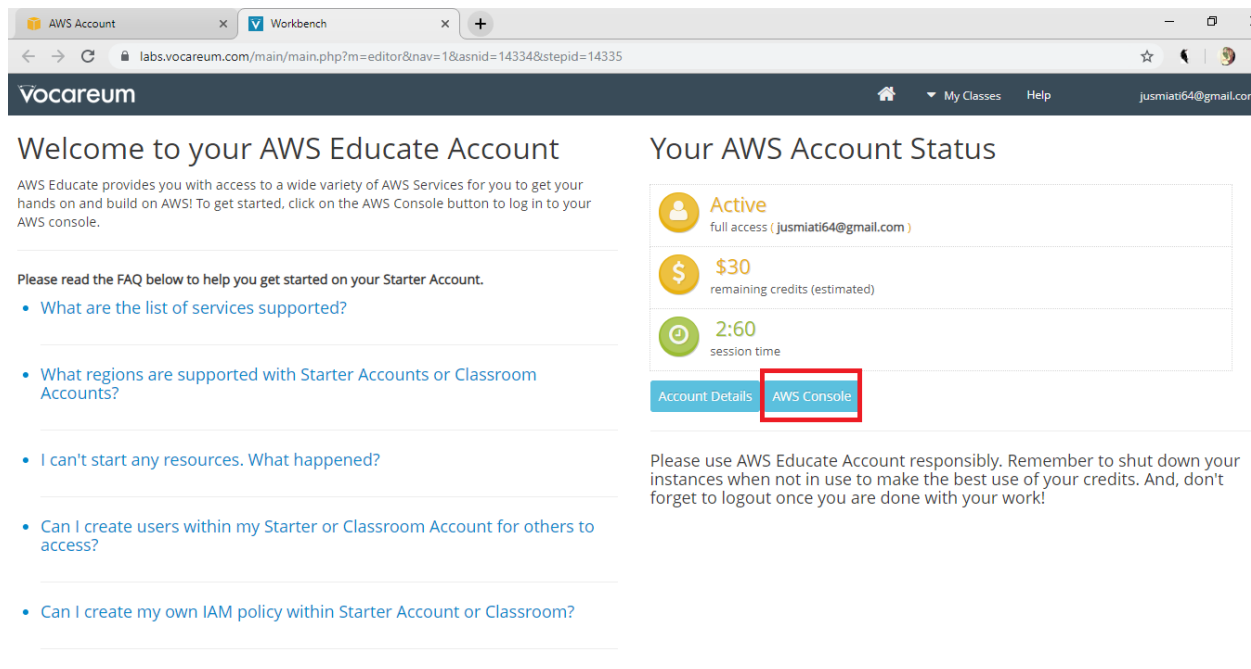 AWS Account
Workbench
labs.vocareum.com/main/main.php?m=editor&nav=1&asnid=14334&stepid=14335
vocareum
My Classes
Help
jusmiati64@gmail.com
Welcome to your AWS Educate Account
AWS Educate provides you with access to a wide variety of AWS Services for you to get your
hands on and build on AWS! To get started, click on the AWS Console button to log in to your
AWS console.
Please read the FAQ below to help you get started on your Starter Account.
• What are the list of services supported?
• What regions are supported with Starter Accounts or Classroom
Accounts?
• I can't start any resources. What happened?
• Can I create users within my Starter or Classroom Account for others to
access?
• Can I create my own IAM policy within Starter Account or Classroom?
Your AWS Account Status
Active
full access ( jusmiati64@gmail.com )
$30
remaining credits (estimated)
2:60
session time
Account Details
AWS Console
Please use AWS Educate Account responsibly. Remember to shut down your
instances when not in use to make the best use of your credits. And, don't
forget to logout once you are done with your work!